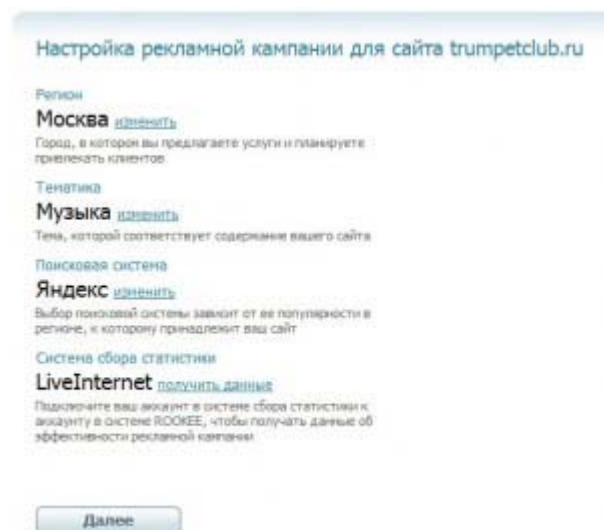 Настройка рекламной кампании для сайта trumpetclub.ru
Регион
Москва изменить
Город, в котором вы предлагаете услуги и планируете
привлекать клиентов
Тематика
Музыка изменить
Тема, которой соответствует содержание вашего сайта
Поисковая система
Яндекс изменить
Выбор поисковой системы зависит от ее популярности в
регионе, к которому принадлежит ваш сайт
Система сбора статистики
LiveInternet получить данные
Подключите ваш аккаунт в системе сбора статистики к
аккаунту в системе ROOKEE, чтобы получать данные об
эффективности рекламной кампании
Далее